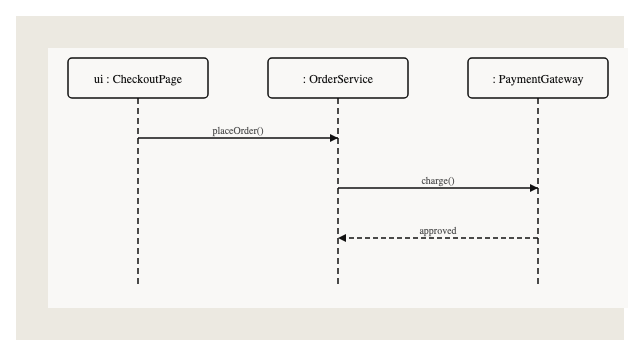 ui : CheckoutPage
: OrderService
: PaymentGateway
placeOrder()
charge()
approved